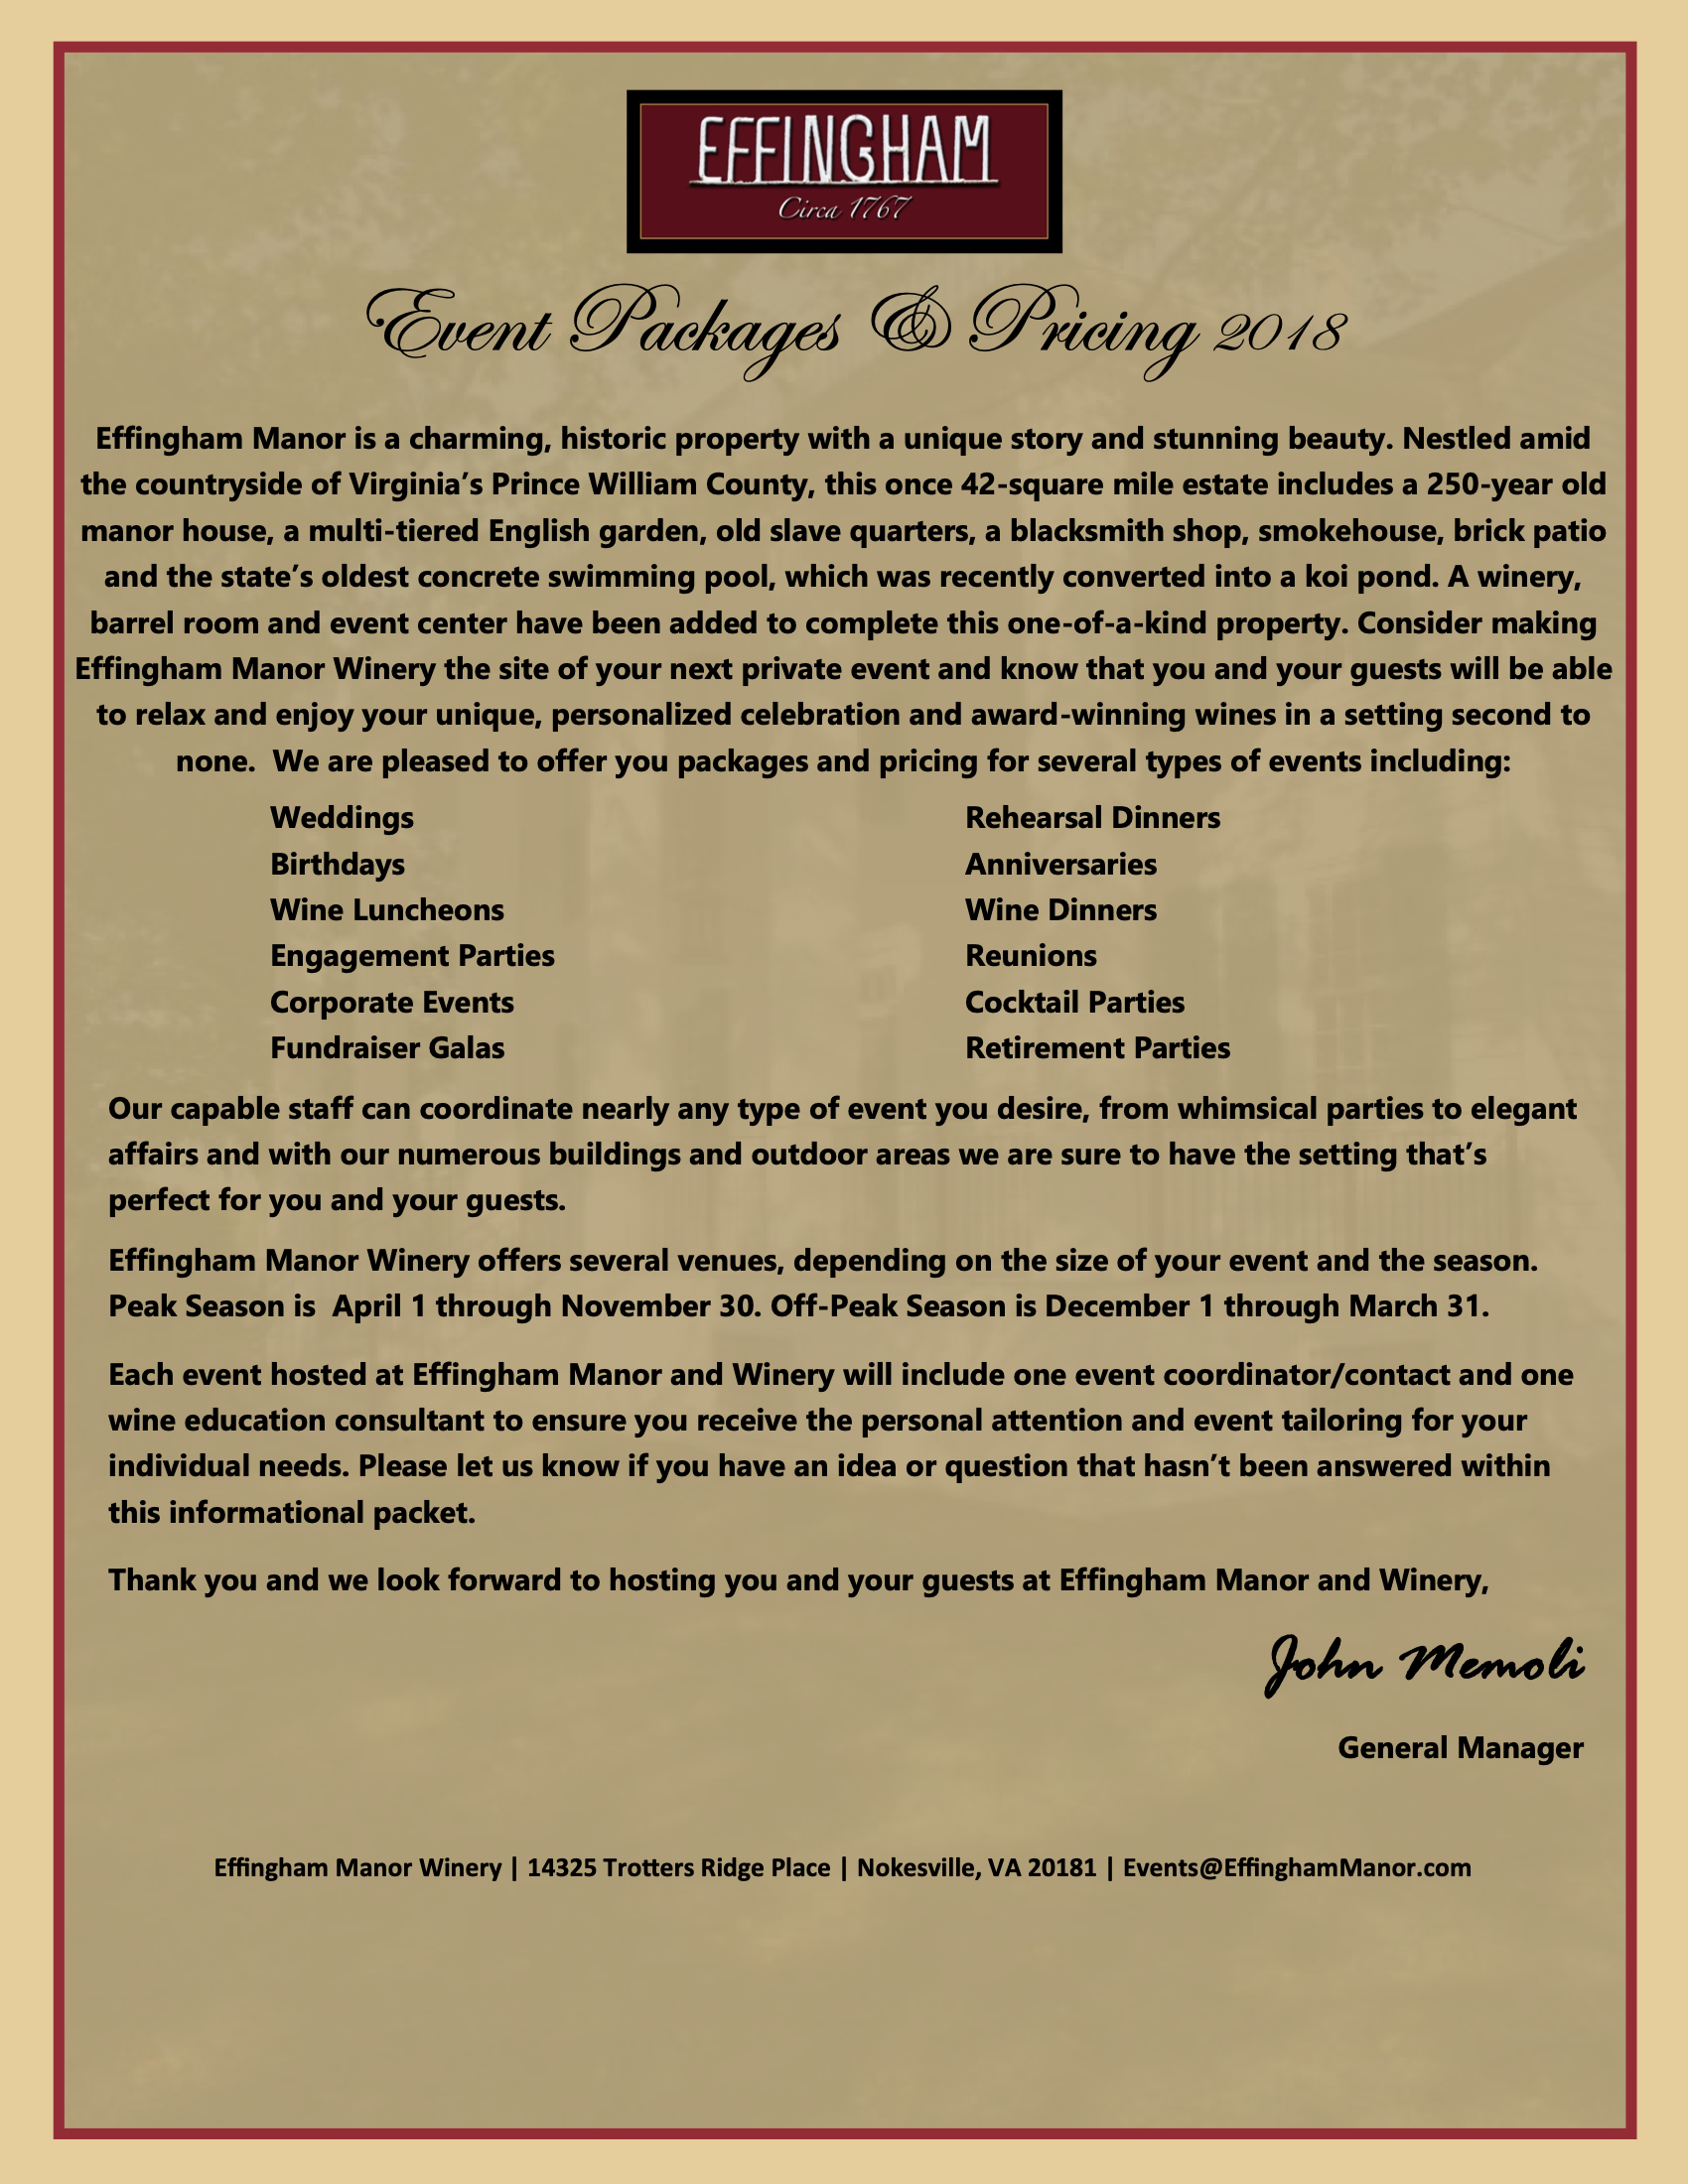 EFFINGHAM
Circa 1767
Event Packages & Pricing 2018
Effingham Manor is a charming, historic property with a unique story and stunning beauty. Nestled amid
the countryside of Virginia’s Prince William County, this once 42-square mile estate includes a 250-year old
manor house, a multi-tiered English garden, old slave quarters, a blacksmith shop, smokehouse, brick patio
and the state’s oldest concrete swimming pool, which was recently converted into a koi pond. A winery,
barrel room and event center have been added to complete this one-of-a-kind property. Consider making
Effingham Manor Winery the site of your next private event and know that you and your guests will be able
to relax and enjoy your unique, personalized celebration and award-winning wines in a setting second to
none.  We are pleased to offer you packages and pricing for several types of events including:
Weddings
Birthdays
Wine Luncheons
Engagement Parties
Corporate Events
Fundraiser Galas
Rehearsal Dinners
Anniversaries
Wine Dinners
Reunions
Cocktail Parties
Retirement Parties
Our capable staff can coordinate nearly any type of event you desire, from whimsical parties to elegant
affairs and with our numerous buildings and outdoor areas we are sure to have the setting that’s
perfect for you and your guests.
Effingham Manor Winery offers several venues, depending on the size of your event and the season.
Peak Season is  April 1 through November 30. Off-Peak Season is December 1 through March 31.
Each event hosted at Effingham Manor and Winery will include one event coordinator/contact and one
wine education consultant to ensure you receive the personal attention and event tailoring for your
individual needs. Please let us know if you have an idea or question that hasn’t been answered within
this informational packet.
Thank you and we look forward to hosting you and your guests at Effingham Manor and Winery,
John Memoli
General Manager
Effingham Manor Winery | 14325 Trotters Ridge Place | Nokesville, VA 20181 | Events@EffinghamManor.com